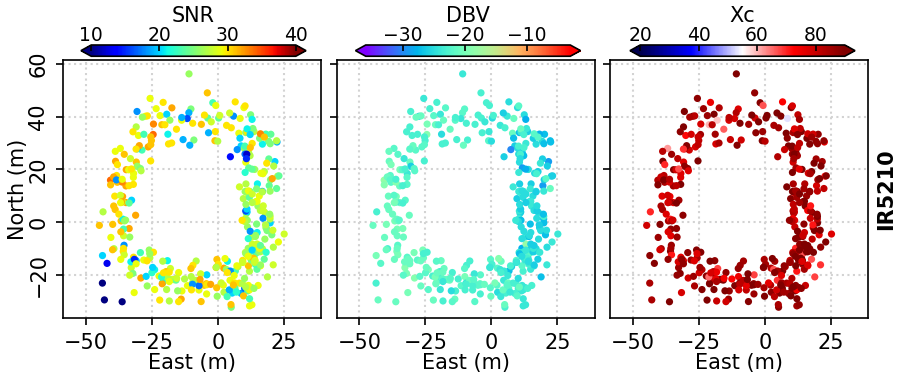 SNR
DBV
Xc
10 20 30 40
−30 −20 −10
20 40 60 80
60
40
20
0
−20
North (m)
−50 −25 0 25
−50 −25 0 25
−50 −25 0 25
East (m)
East (m)
East (m)
IR5210